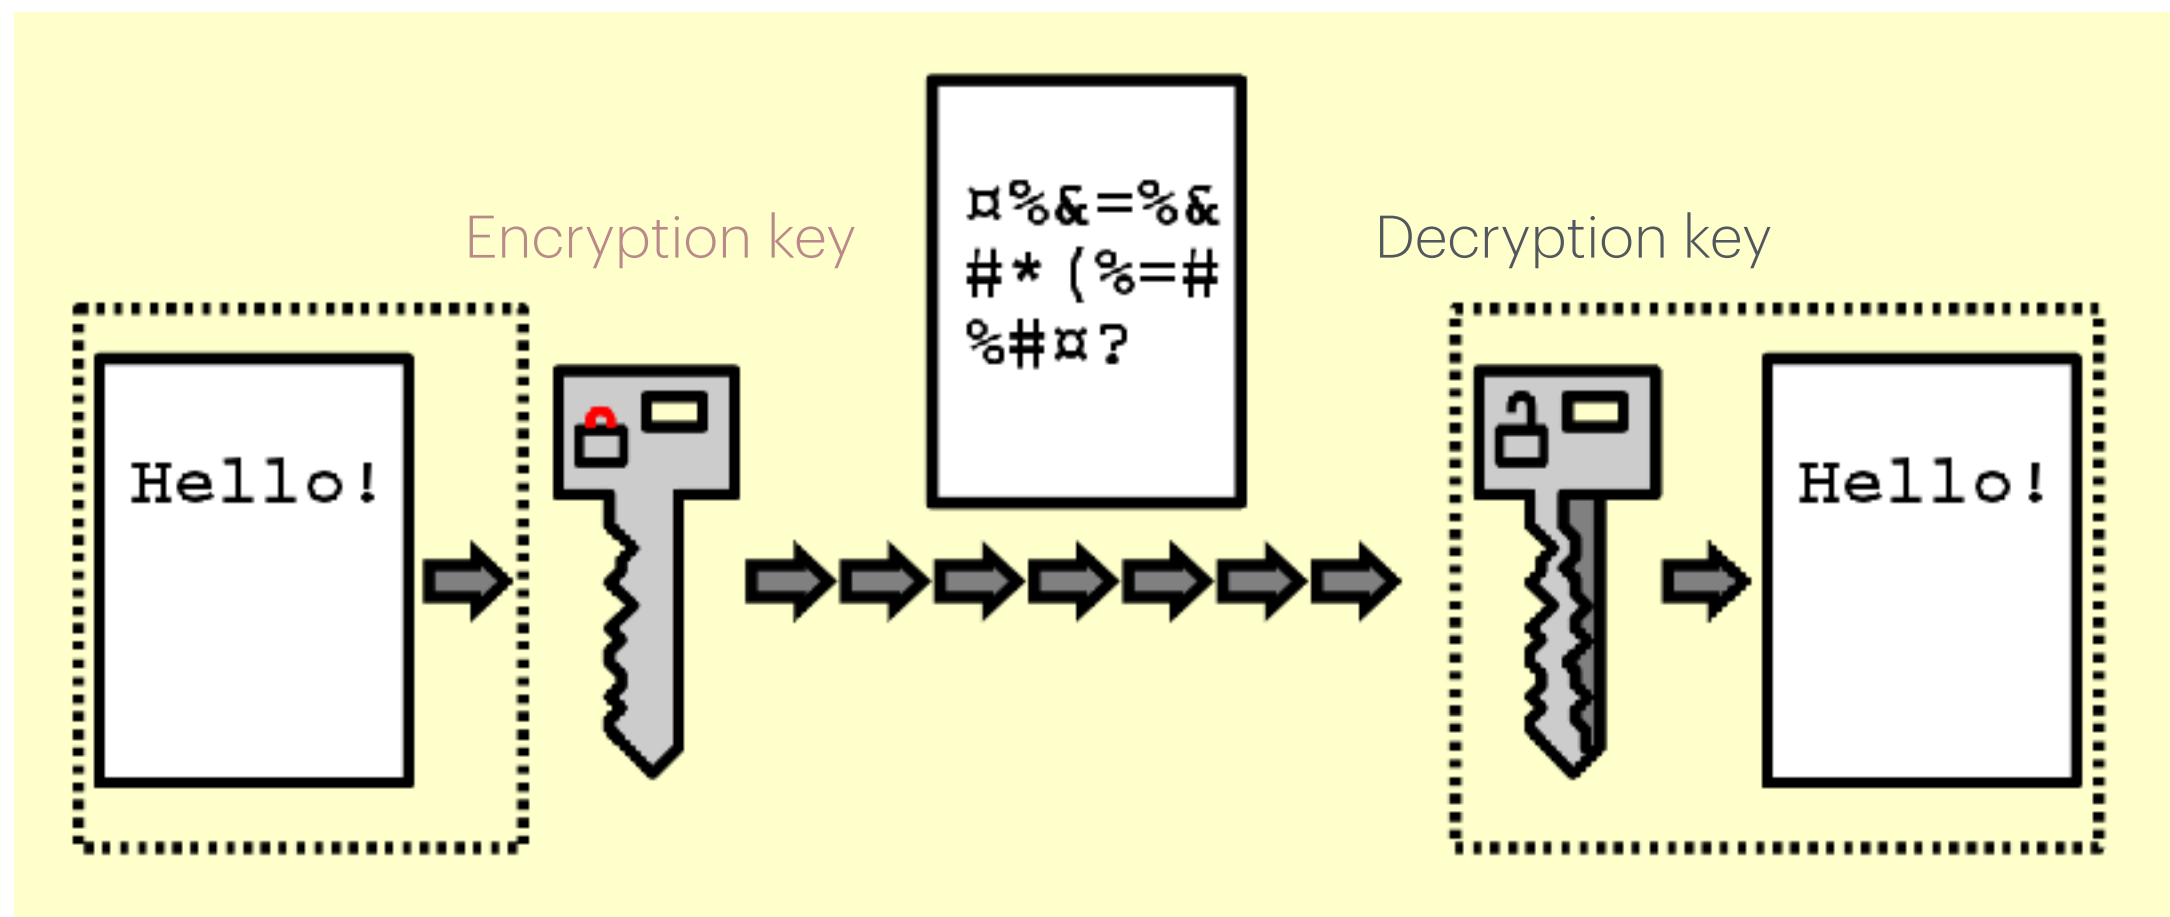 Encryption key
Decryption key
Hello!
¤%&=%&
#*(%=#
%#¤?
Hello!